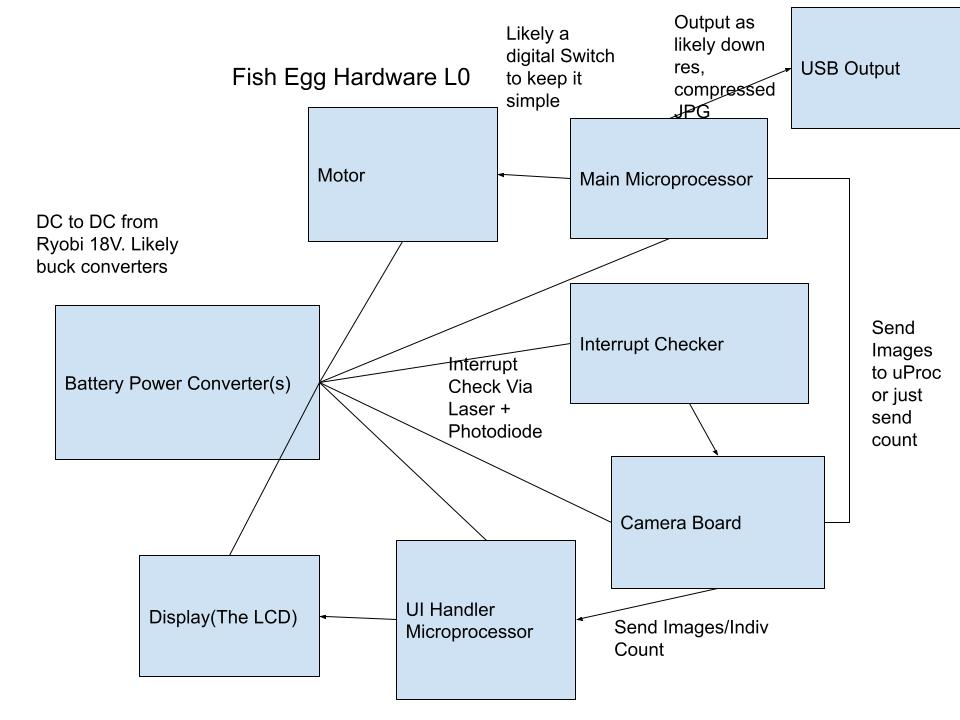 Fish Egg Hardware L0
Likely a
digital Switch
to keep it
simple
Output as
likely down
res,
compressed
JPG
USB Output
Motor
Main Microprocessor
DC to DC from
Ryobi 18V. Likely
buck converters
Battery Power Converter(s)
Interrupt Checker
Interrupt
Check Via
Laser +
Photodiode
Send
Images
to uProc
or just
send
count
Camera Board
Display(The LCD)
UI Handler
Microprocessor
Send Images/Indiv
Count